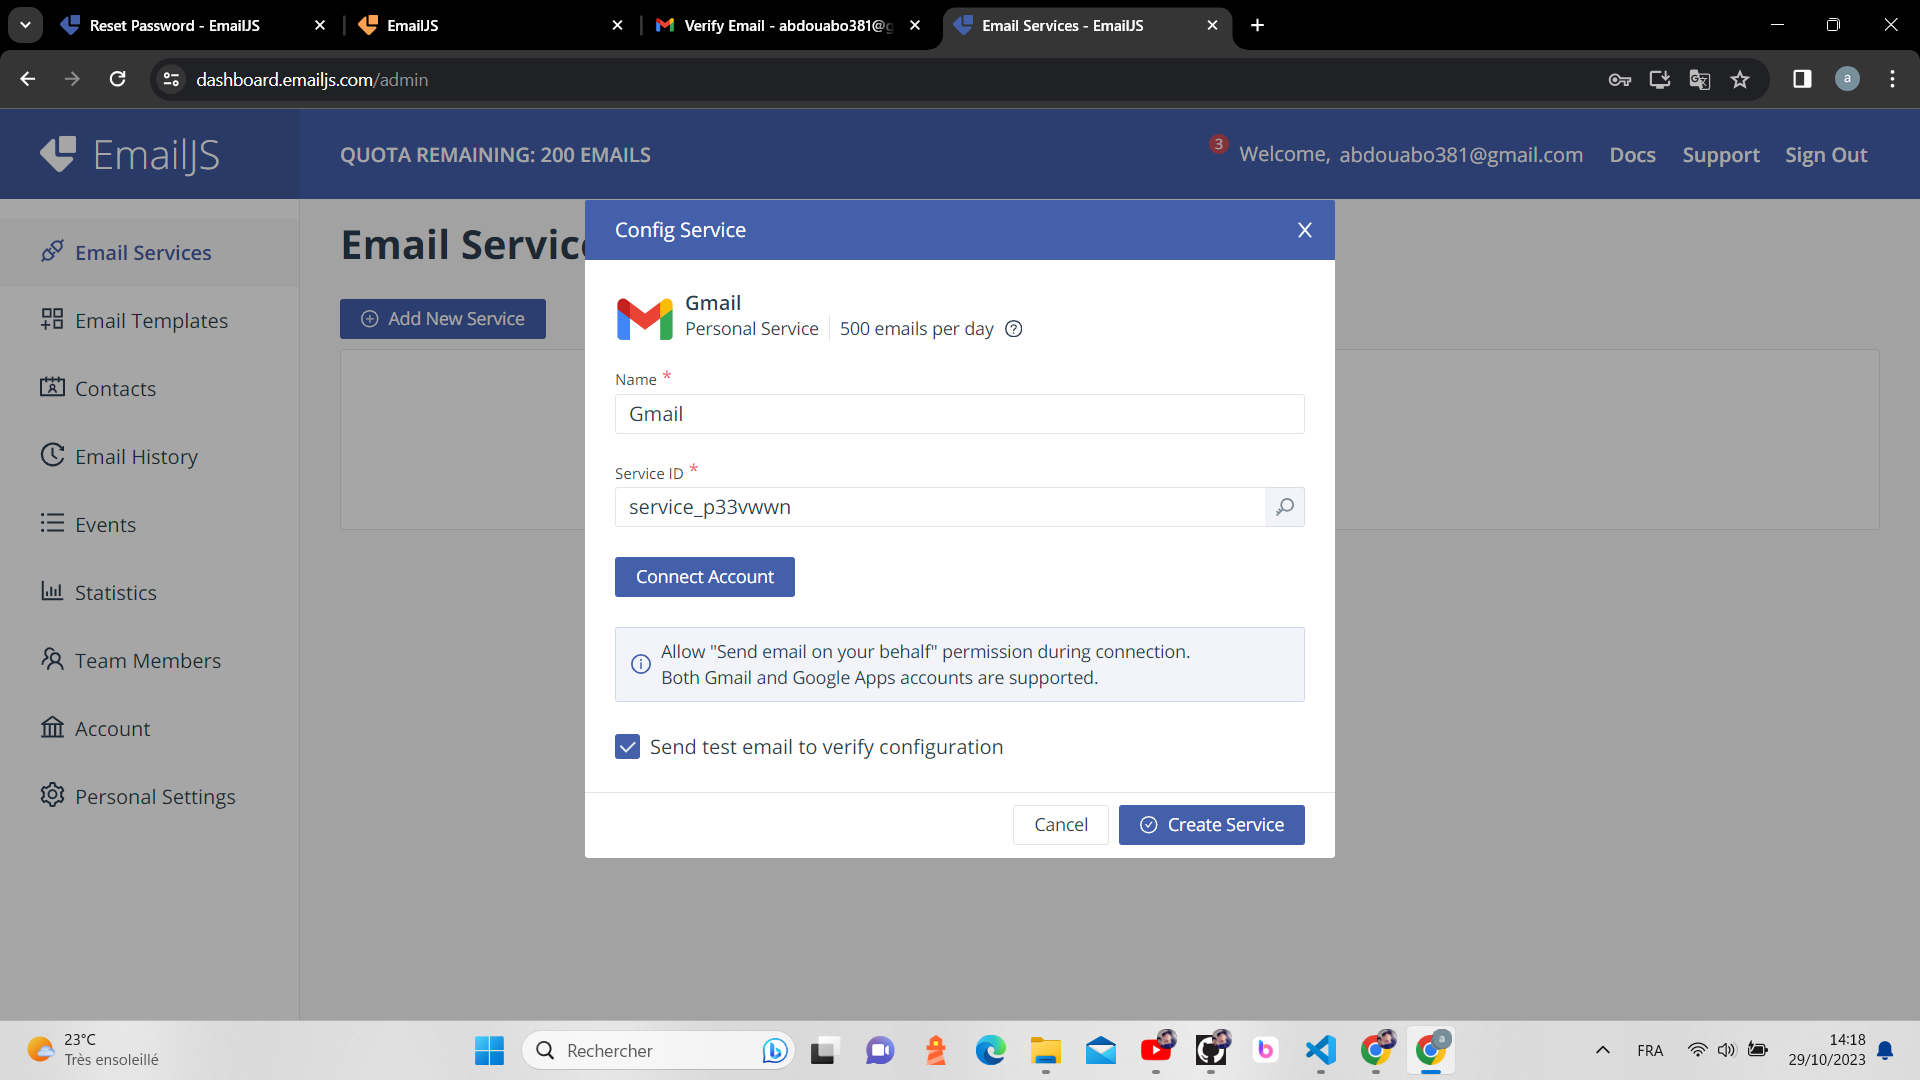 Reset Password - EmailJS
EmailJS
Verify Email - abdouabo381@g
Email Services - EmailJS
dashboard.emailjs.com/admin
a
EmailJS
QUOTA REMAINING: 200 EMAILS
3
Welcome, abdouabo381@gmail.com
Docs
Support
Sign Out
Email Services
Email Templates
Contacts
Email History
Events
Statistics
Team Members
Account
Personal Settings
Email Service
Add New Service
Config Service
Gmail
Personal Service
500 emails per day
Name *
Gmail
Service ID *
service_p33vwwn
Connect Account
Allow "Send email on your behalf" permission during connection.
Both Gmail and Google Apps accounts are supported.
Send test email to verify configuration
Cancel
Create Service
23°C
Très ensoleillé
Rechercher
FRA
14:18
29/10/2023